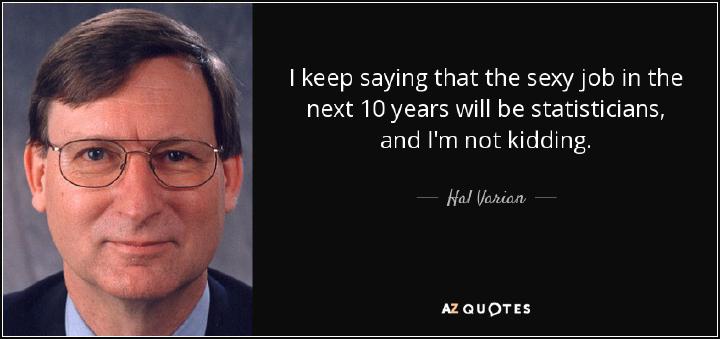 I keep saying that the sexy job in the
next 10 years will be statisticians,
and I'm not kidding.
Hal Varian
AZ QUOTES